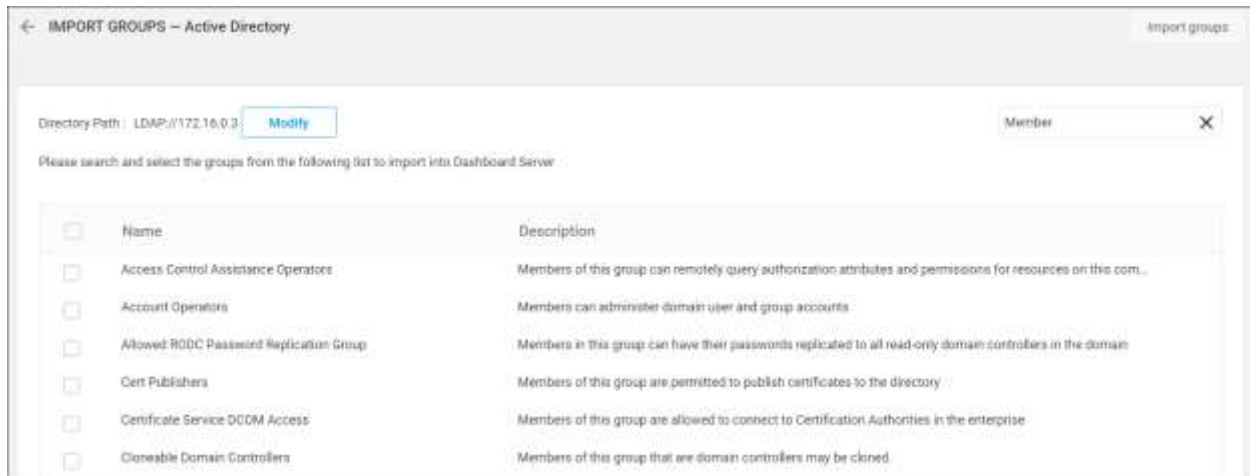 ← IMPORT GROUPS — Active Directory
Import groups
Directory Path : LDAP://172.16.0.3 Modify
Member
Please search and select the groups from the following list to import into Dashboard Server
Name Description
Access Control Assistance Operators Members of this group can remotely query authorization attributes and permissions for resources on this com...
Account Operators Members can administer domain user and group accounts
Allowed RODC Password Replication Group Members in this group can have their passwords replicated to all read-only domain controllers in the domain
Cert Publishers Members of this group are permitted to publish certificates to the directory
Certificate Service DCOM Access Members of this group are allowed to connect to Certification Authorities in the enterprise
Cloneable Domain Controllers Members of this group that are domain controllers may be cloned.